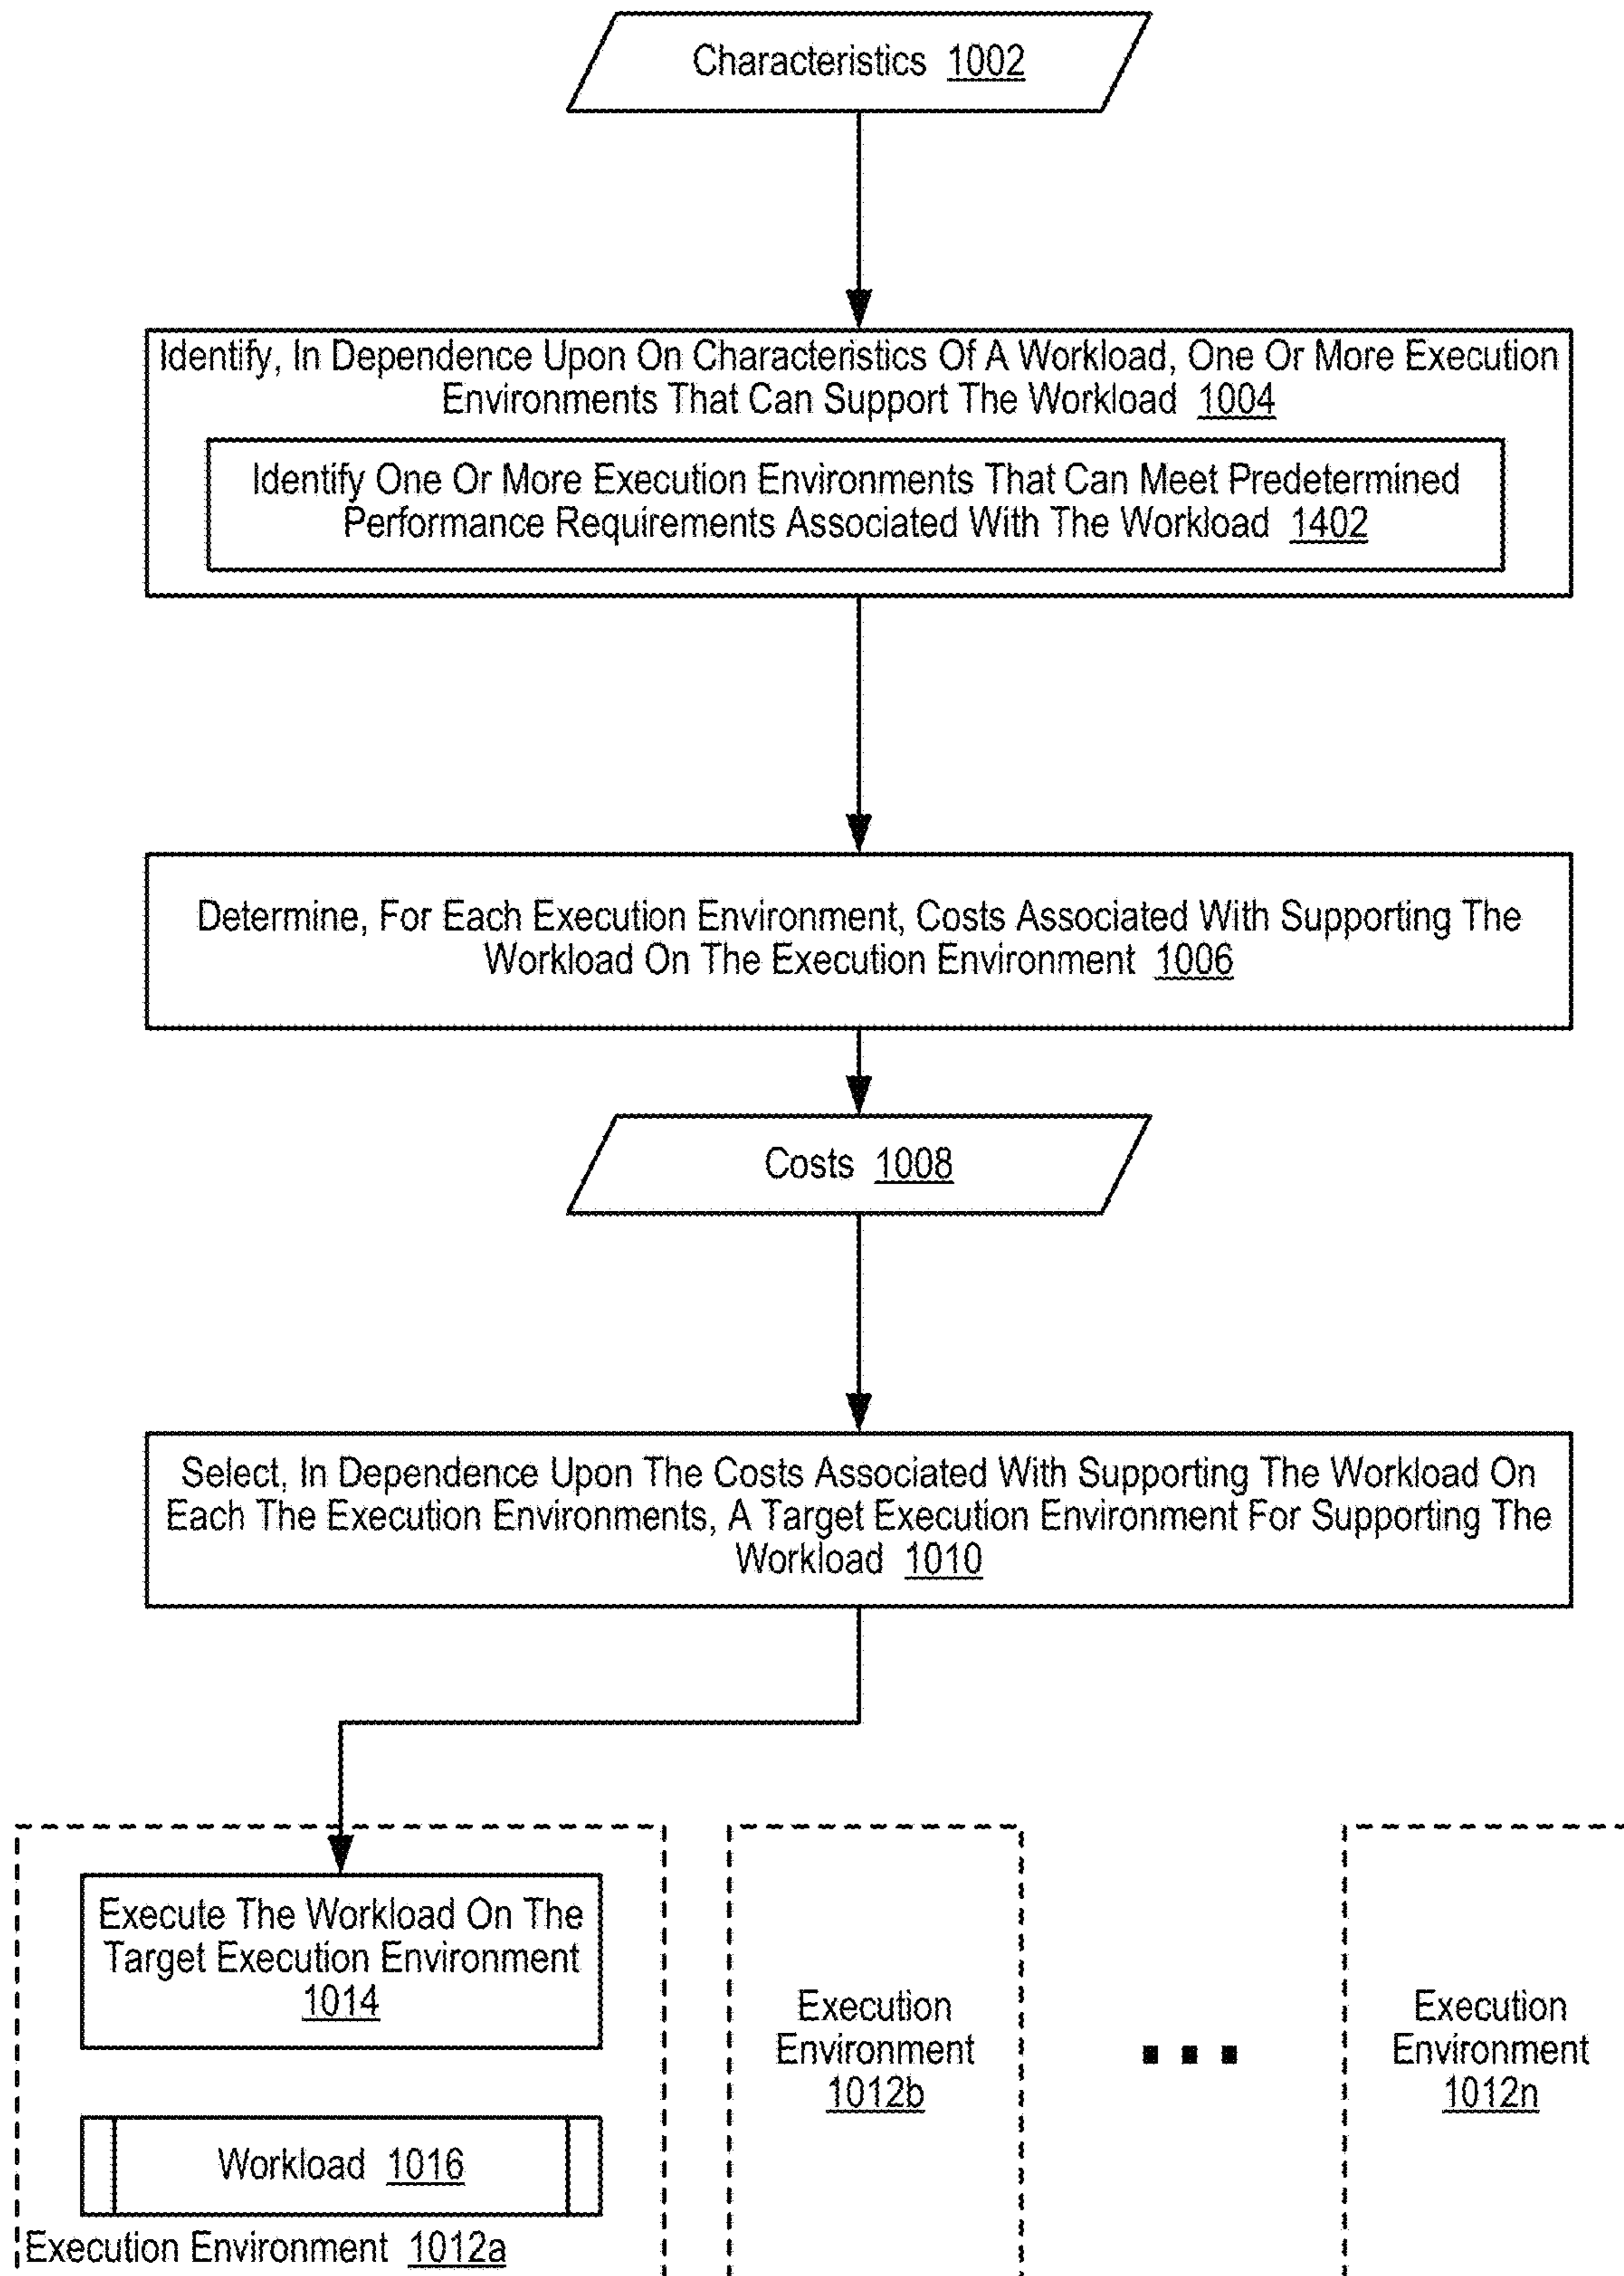 Characteristics 1002
Identify, In Dependence Upon On Characteristics Of A Workload, One Or More Execution
Environments That Can Support The Workload 1004
Identify One Or More Execution Environments That Can Meet Predetermined
Performance Requirements Associated With The Workload 1402
Determine, For Each Execution Environment, Costs Associated With Supporting The
Workload On The Execution Environment 1006
Costs 1008
Select, In Dependence Upon The Costs Associated With Supporting The Workload On
Each The Execution Environments, A Target Execution Environment For Supporting The
Workload 1010
Execute The Workload On The
Target Execution Environment
1014
Workload 1016
Execution Environment 1012a
Execution
Environment
1012b
Execution
Environment
1012n